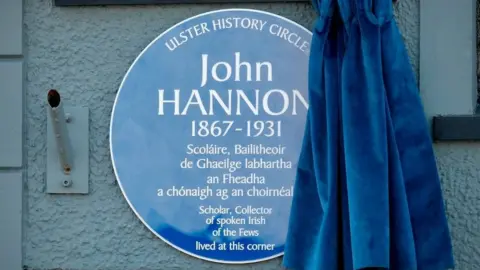 ULSTER HISTORY CIRCLE
John
HANNON
1867-1931
Scoláire, Bailitheoir
de Ghaeilge labhartha
an Fheadha
a chónaigh ag an choirnéal
Scholar, Collector
of spoken Irish
of the Fews
lived at this corner